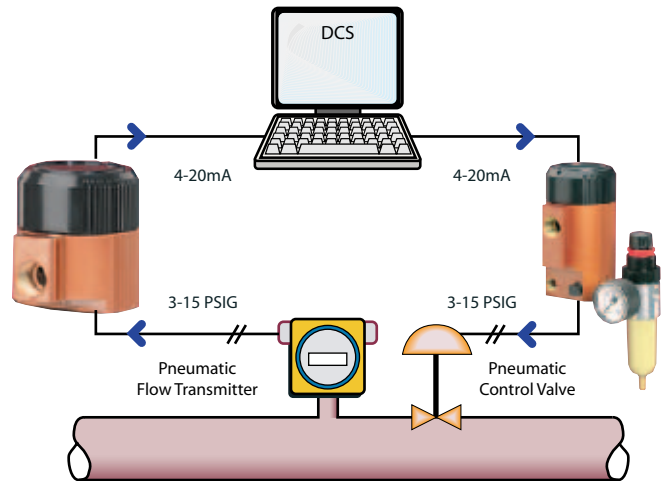 DCS
4-20mA
4-20mA
3-15 PSIG
3-15 PSIG
Pneumatic
Flow Transmitter
Pneumatic
Control Valve